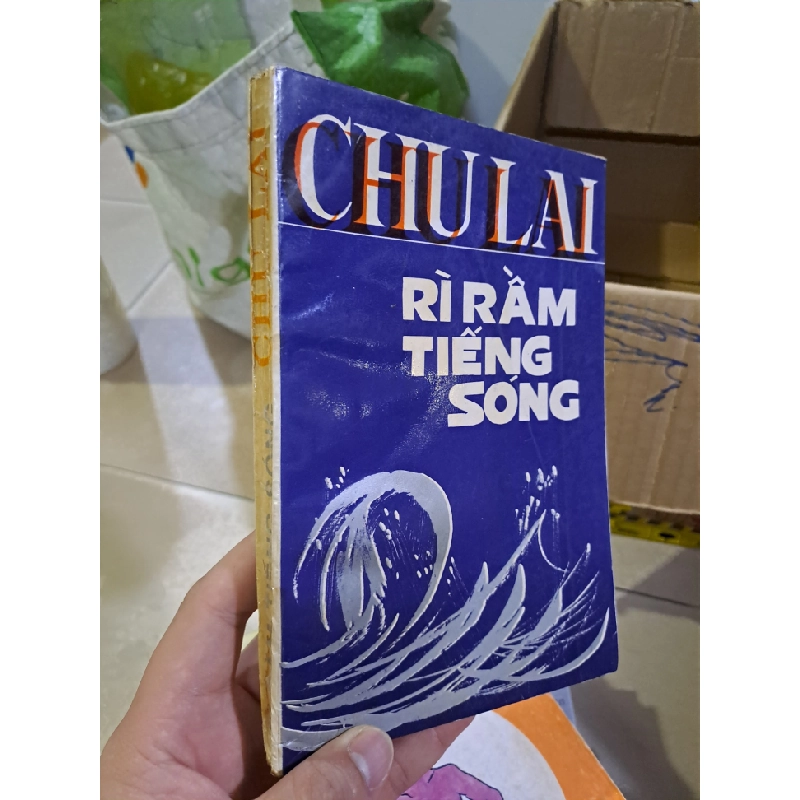 CHU LAI
RÌ RẦM
TIẾNG
SÓNG
CHU LAI